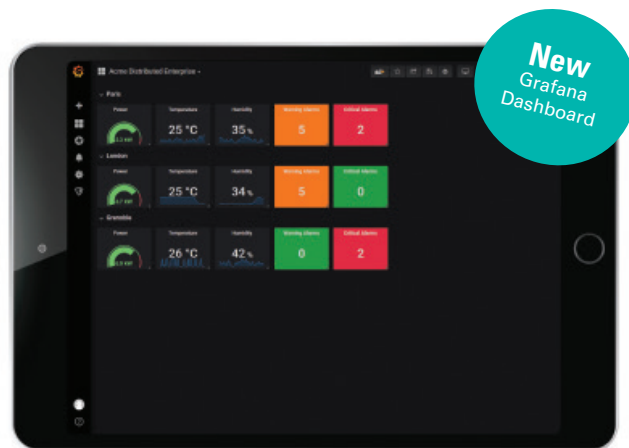 New
Grafana
Dashboard
Acme Distributed Enterprise
Paris
Power Temperature Humidity Warning Alarms Critical Alarms
25 °C 35 % 5 2
London
Power Temperature Humidity Warning Alarms Critical Alarms
25 °C 34 % 5 0
Grenoble
Power Temperature Humidity Warning Alarms Critical Alarms
26 °C 42 % 0 2